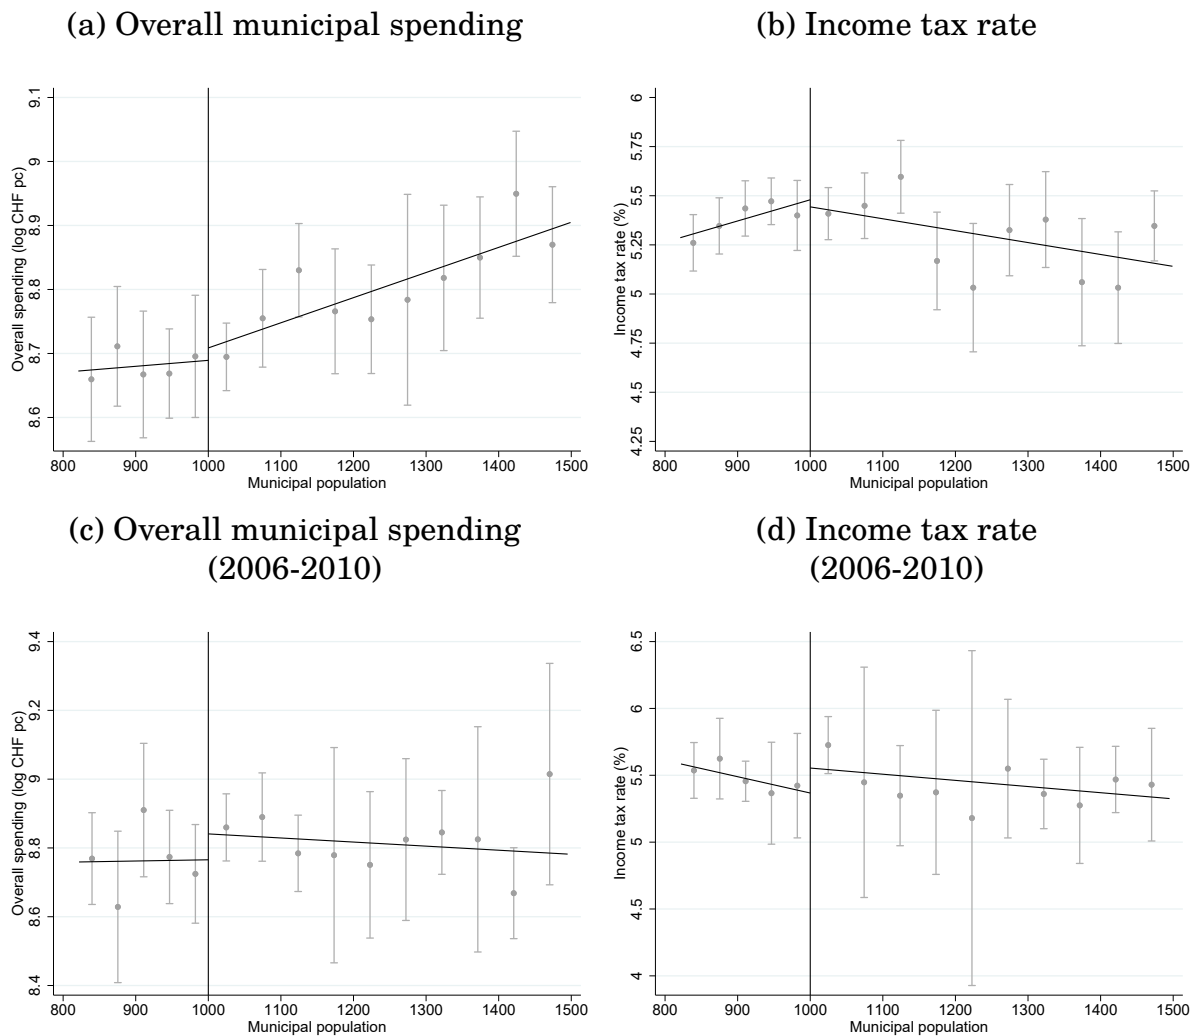 (a) Overall municipal spending
(b) Income tax rate
Overall spending (log CHF pc)
9.1
9
8.9
8.8
8.7
8.6
800 900 1000 1100 1200 1300 1400 1500
Municipal population
Income tax rate (%)
6
5.75
5.5
5.25
5
4.75
4.5
4.25
800 900 1000 1100 1200 1300 1400 1500
Municipal population
(c) Overall municipal spending
(2006-2010)
(d) Income tax rate
(2006-2010)
Overall spending (log CHF pc)
9.4
9.2
9
8.8
8.6
8.4
800 900 1000 1100 1200 1300 1400 1500
Municipal population
Income tax rate (%)
6.5
6
5.5
5
4.5
4
800 900 1000 1100 1200 1300 1400 1500
Municipal population